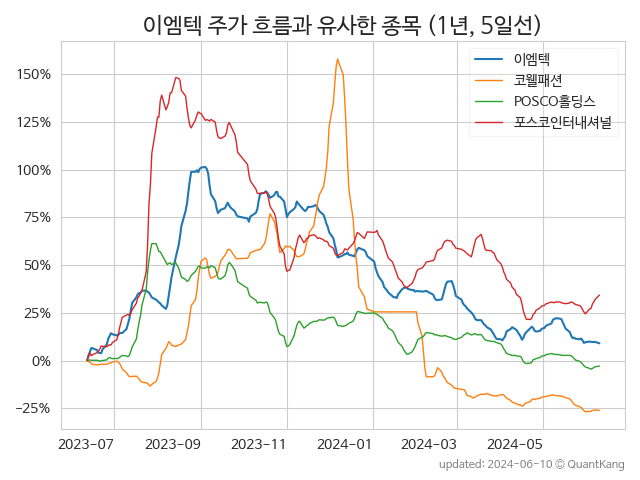 이엠텍 주가 흐름과 유사한 종목 (1년, 5일선)
이엠텍
코웰패션
POSCO홀딩스
포스코인터내셔널
150%
125%
100%
75%
50%
25%
0%
−25%
2023-07
2023-09
2023-11
2024-01
2024-03
2024-05
updated: 2024-06-10 © QuantKang